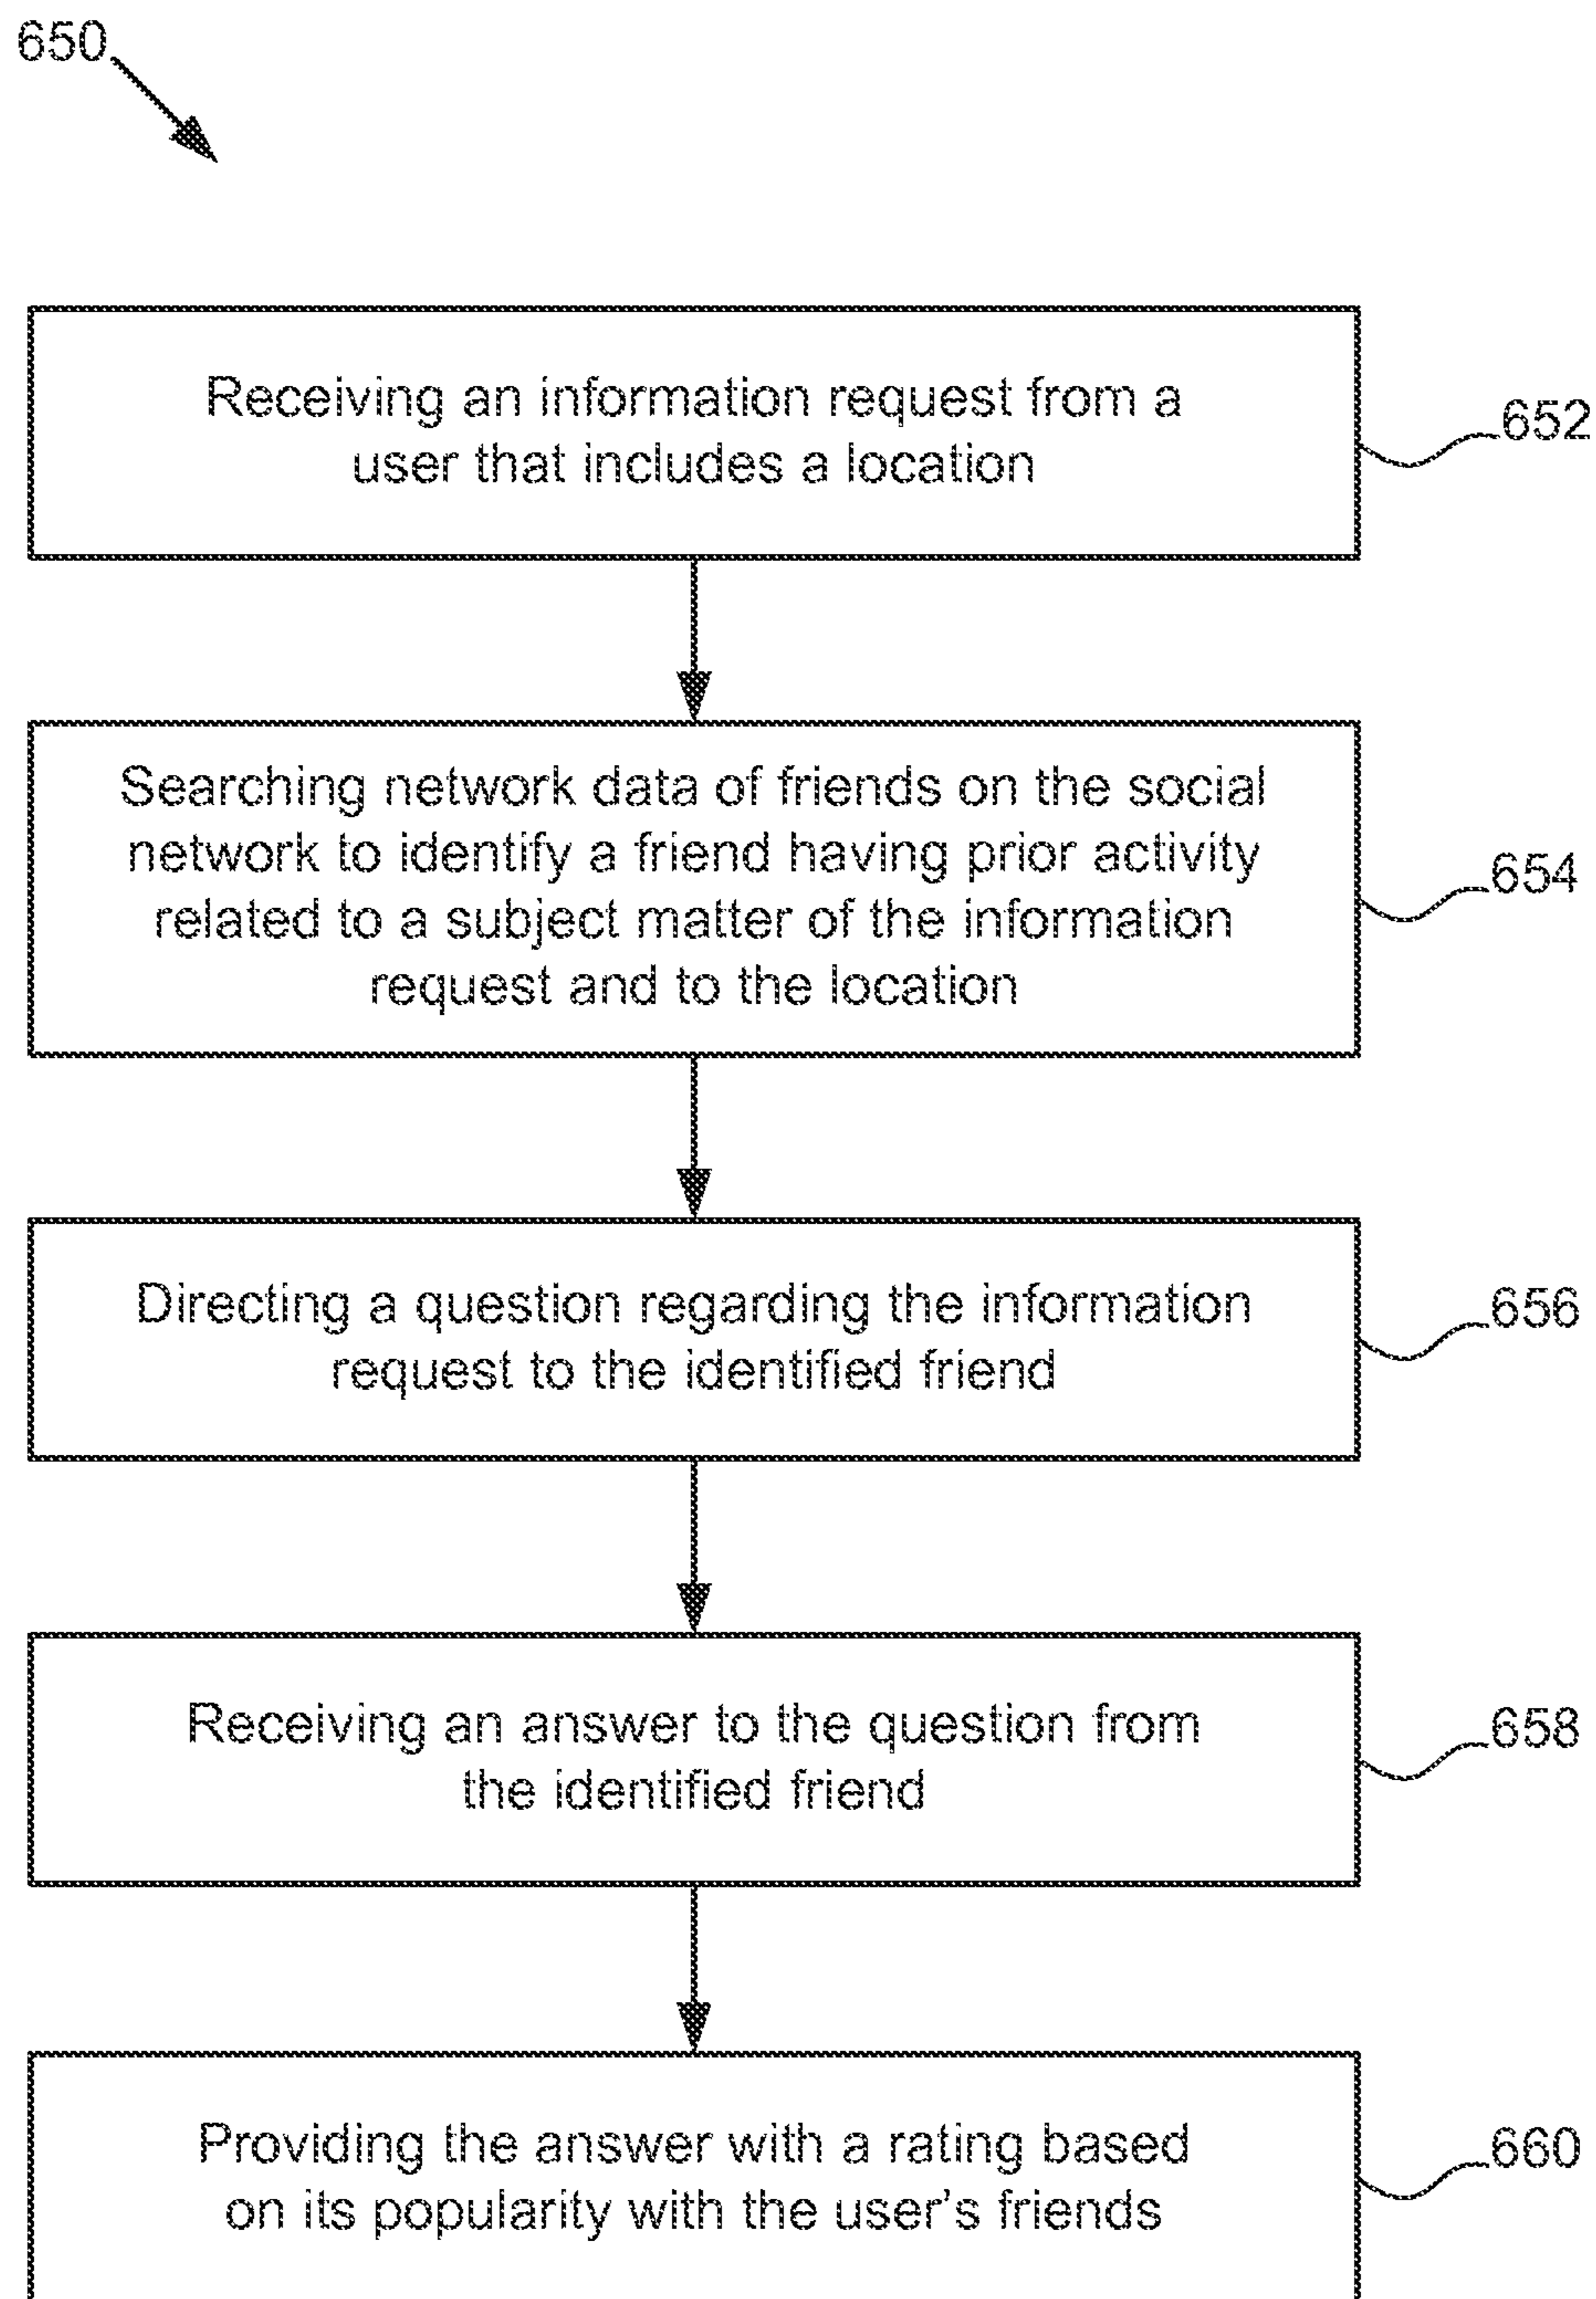 650
Receiving an information request from a
user that includes a location
652
Searching network data of friends on the social
network to identify a friend having prior activity
related to a subject matter of the information
request and to the location
654
Directing a question regarding the information
request to the identified friend
656
Receiving an answer to the question from
the identified friend
658
Providing the answer with a rating based
on its popularity with the user's friends
660